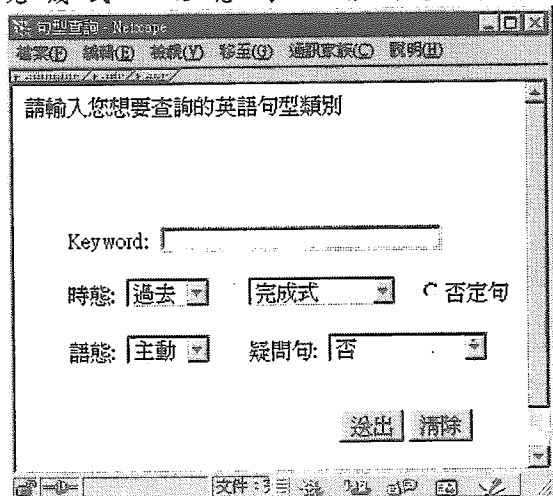 句型查詢 - Netscape
檔案(F) 編輯(E) 檢視(V) 移至(G) 通訊家族(C) 說明(H)
請輸入您想要查詢的英語句型類別
Keyword:
時態: 過去 完成式 否定句
語態: 主動 疑問句: 否
送出 清除
文件: